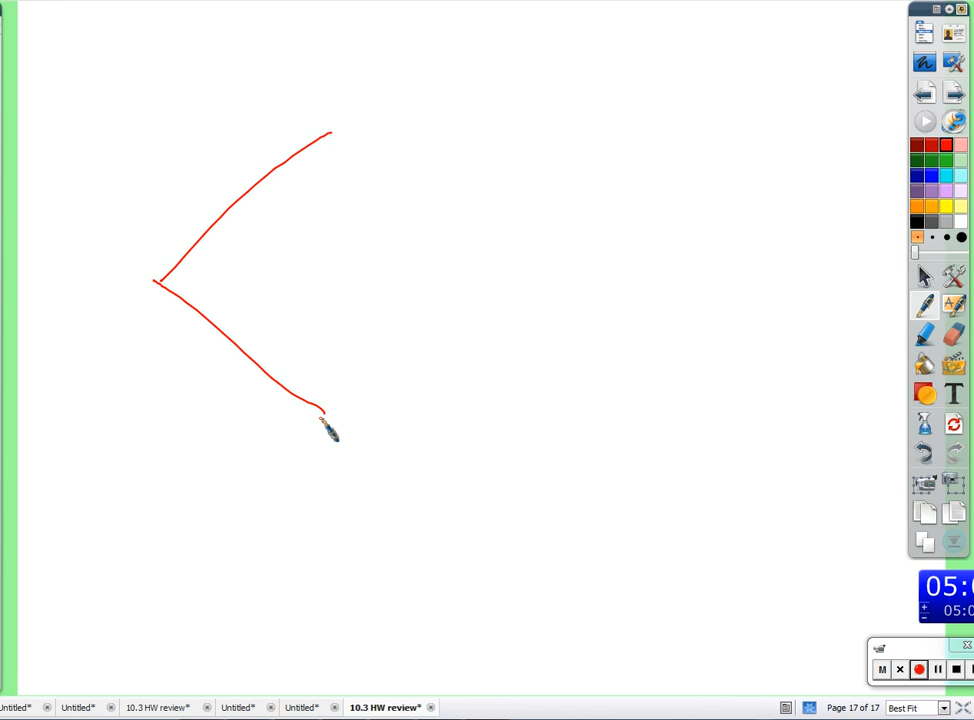 05:0
05:0
M
Untitled*
Untitled*
10.3 HW review*
Untitled*
Untitled*
10.3 HW review*
Page 17 of 17
Best Fit